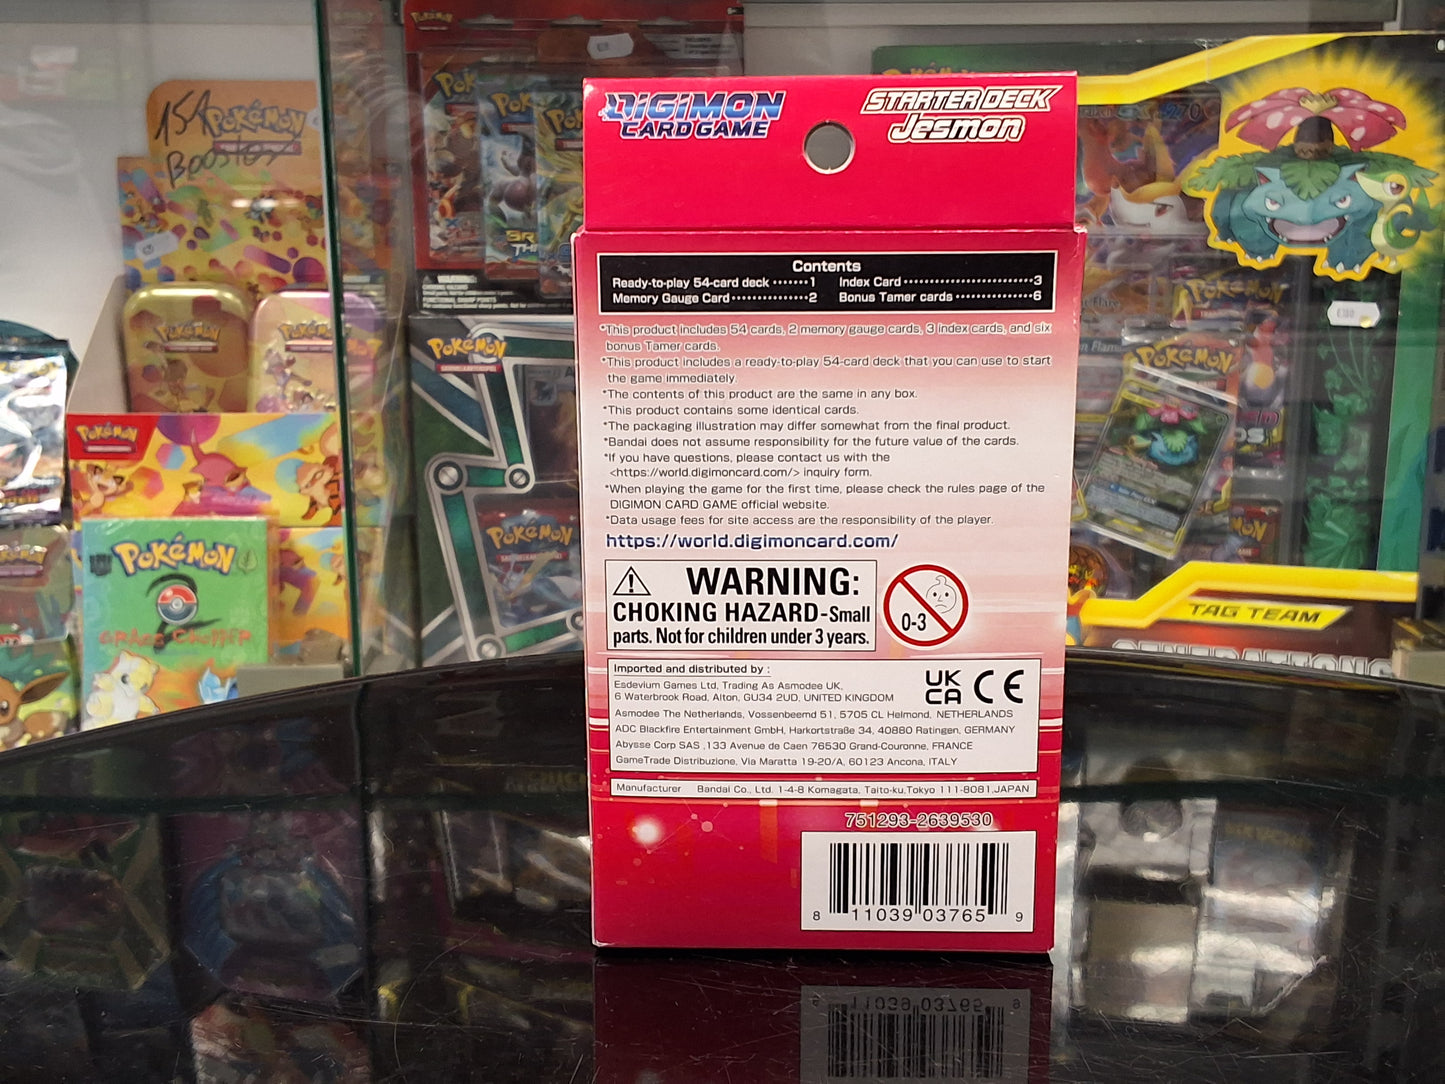 DIGIMON
CARD GAME
STARTER DECK
Jesmon
Contents
Ready-to-play 54-card deck ······· 1
Index Card ························ 3
Memory Gauge Card ··············· 2
Bonus Tamer cards ··············· 6
*This product includes 54 cards, 2 memory gauge cards, 3 index cards, and six
bonus Tamer cards.
*This product includes a ready-to-play 54-card deck that you can use to start
the game immediately.
*The contents of this product are the same in any box.
*This product contains some identical cards.
*The packaging illustration may differ somewhat from the final product.
*Bandai does not assume responsibility for the future value of the cards.
*If you have questions, please contact us with the
<https://world.digimoncard.com/> inquiry form.
*When playing the game for the first time, please check the rules page of the
DIGIMON CARD GAME official website.
*Data usage fees for site access are the responsibility of the player.
https://world.digimoncard.com/
WARNING:
CHOKING HAZARD-Small
parts. Not for children under 3 years.
0-3
Imported and distributed by :
Esdevium Games Ltd, Trading As Asmodee UK,
6 Waterbrook Road, Alton, GU34 2UD, UNITED KINGDOM
UK
CA CE
Asmodee The Netherlands, Vossenbeemd 51, 5705 CL Helmond, NETHERLANDS
ADC Blackfire Entertainment GmbH, Harkortstraße 34, 40880 Ratingen, GERMANY
Abysse Corp SAS ,133 Avenue de Caen 76530 Grand-Couronne, FRANCE
GameTrade Distribuzione, Via Maratta 19-20/A, 60123 Ancona, ITALY
Manufacturer Bandai Co., Ltd. 1-4-8 Komagata, Taito-ku,Tokyo 111-8081,JAPAN
751293-2639530
8 11039 03765 9
151
Pokémon
Booster
Pokémon
Pokémon
Pokémon
Pokémon
Pokémon
Pokémon
Pokémon
Pokémon
TAG TEAM
GENERATIONS